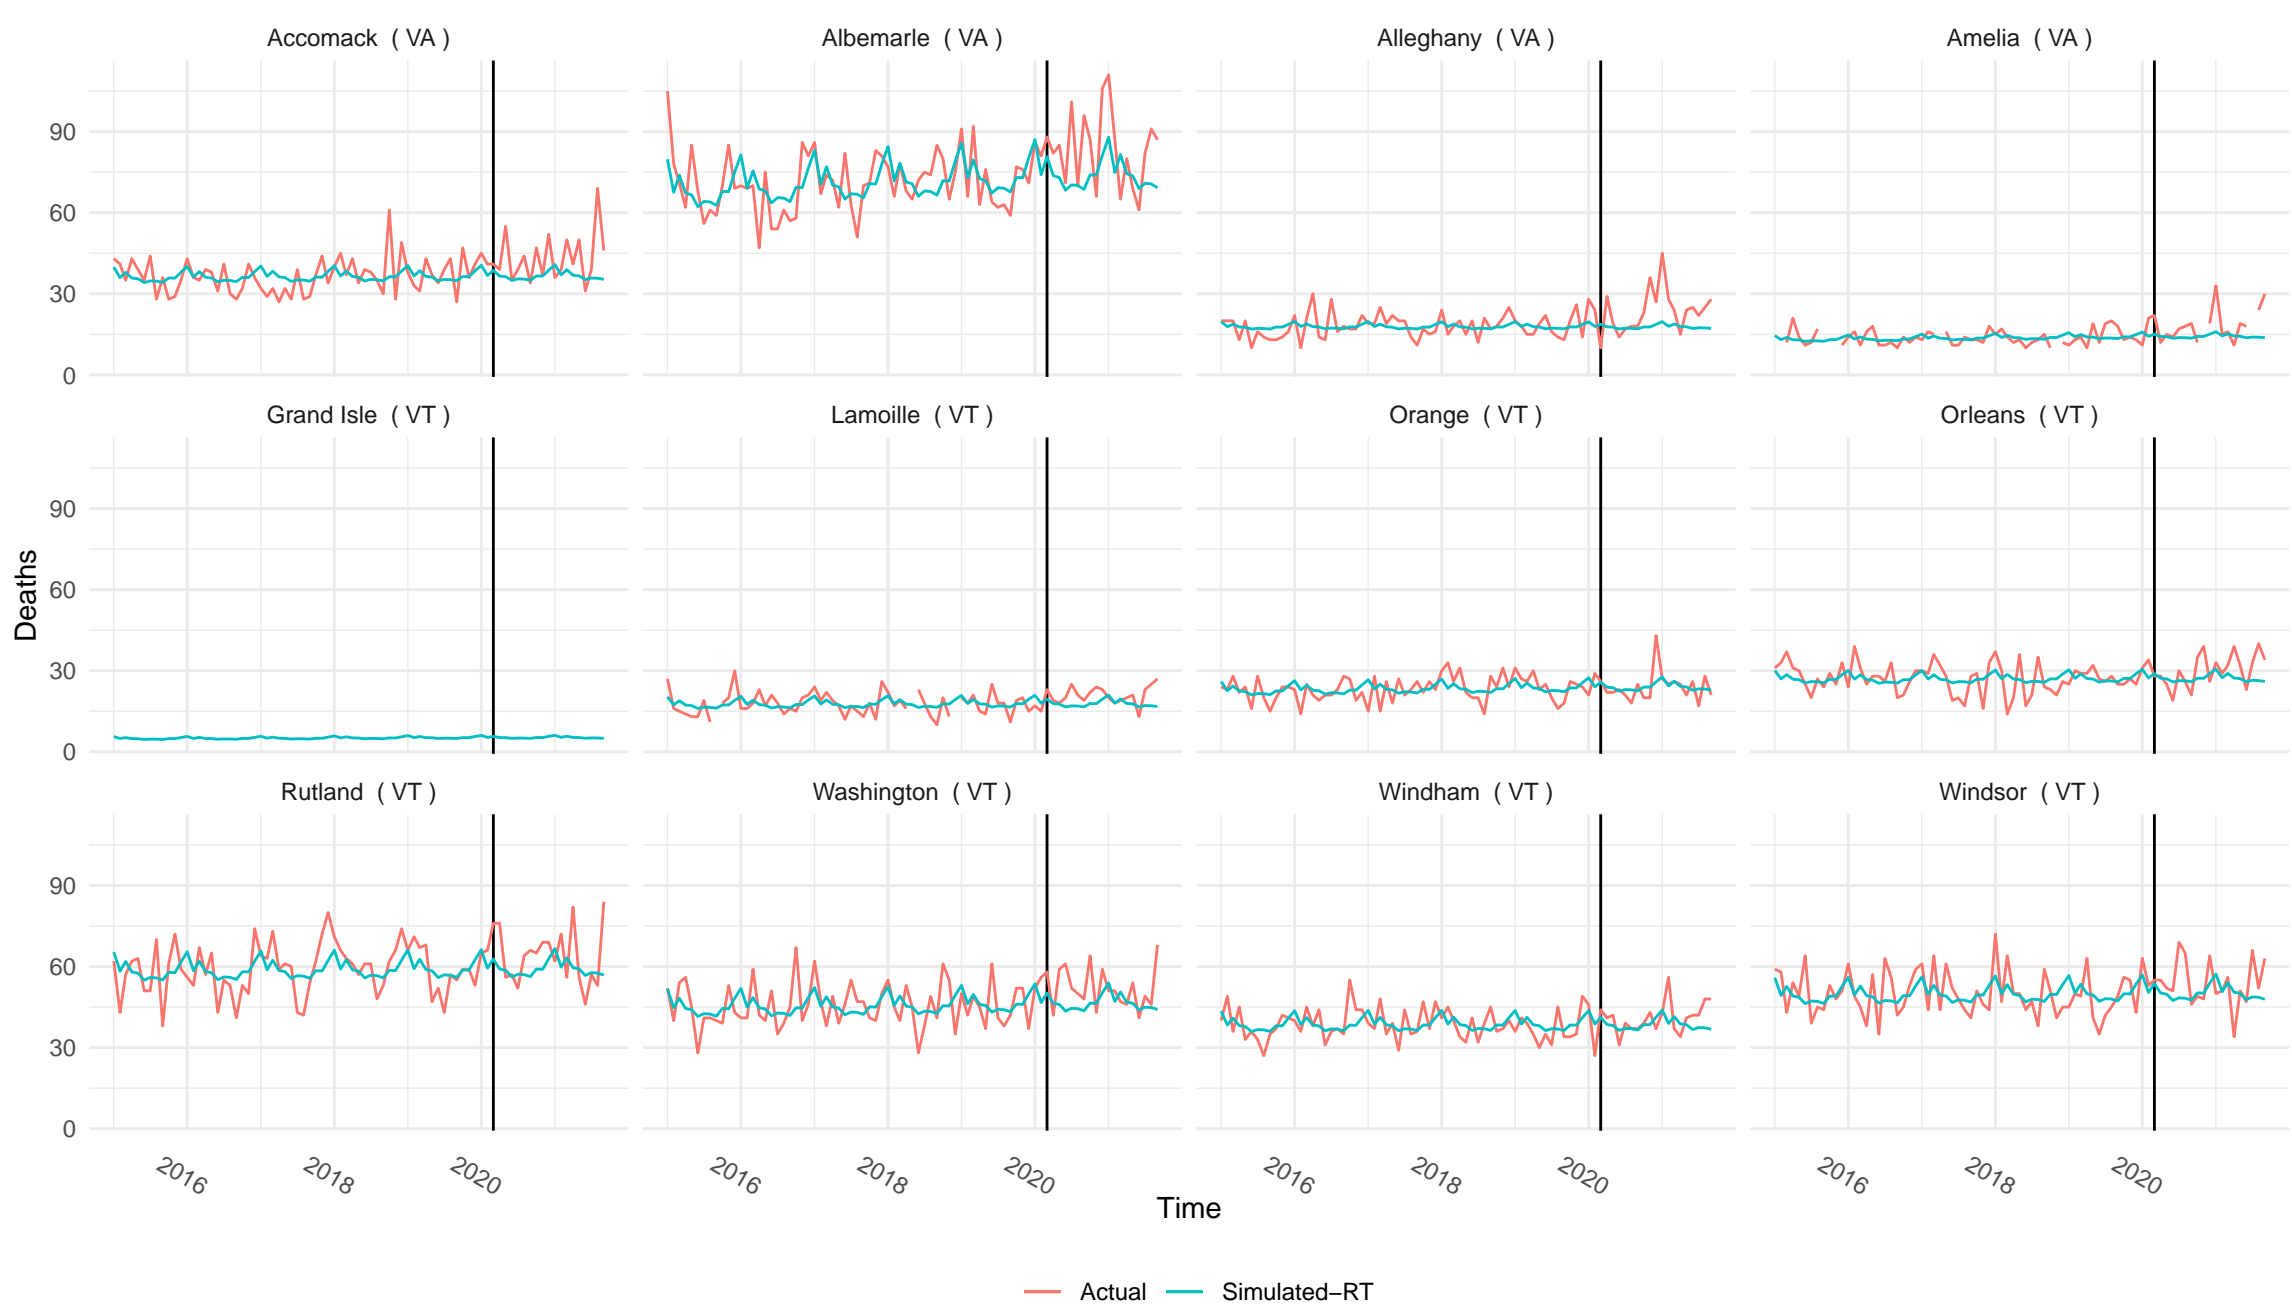 Accomack ( VA )
Albemarle ( VA )
Alleghany ( VA )
Amelia ( VA )
90
60
30
0
Grand Isle ( VT )
Lamoille ( VT )
Orange ( VT )
Orleans ( VT )
90
60
30
0
Deaths
Rutland ( VT )
Washington ( VT )
Windham ( VT )
Windsor ( VT )
90
60
30
0
2016 2018 2020
2016 2018 2020
2016 2018 2020
2016 2018 2020
Time
Actual Simulated−RT